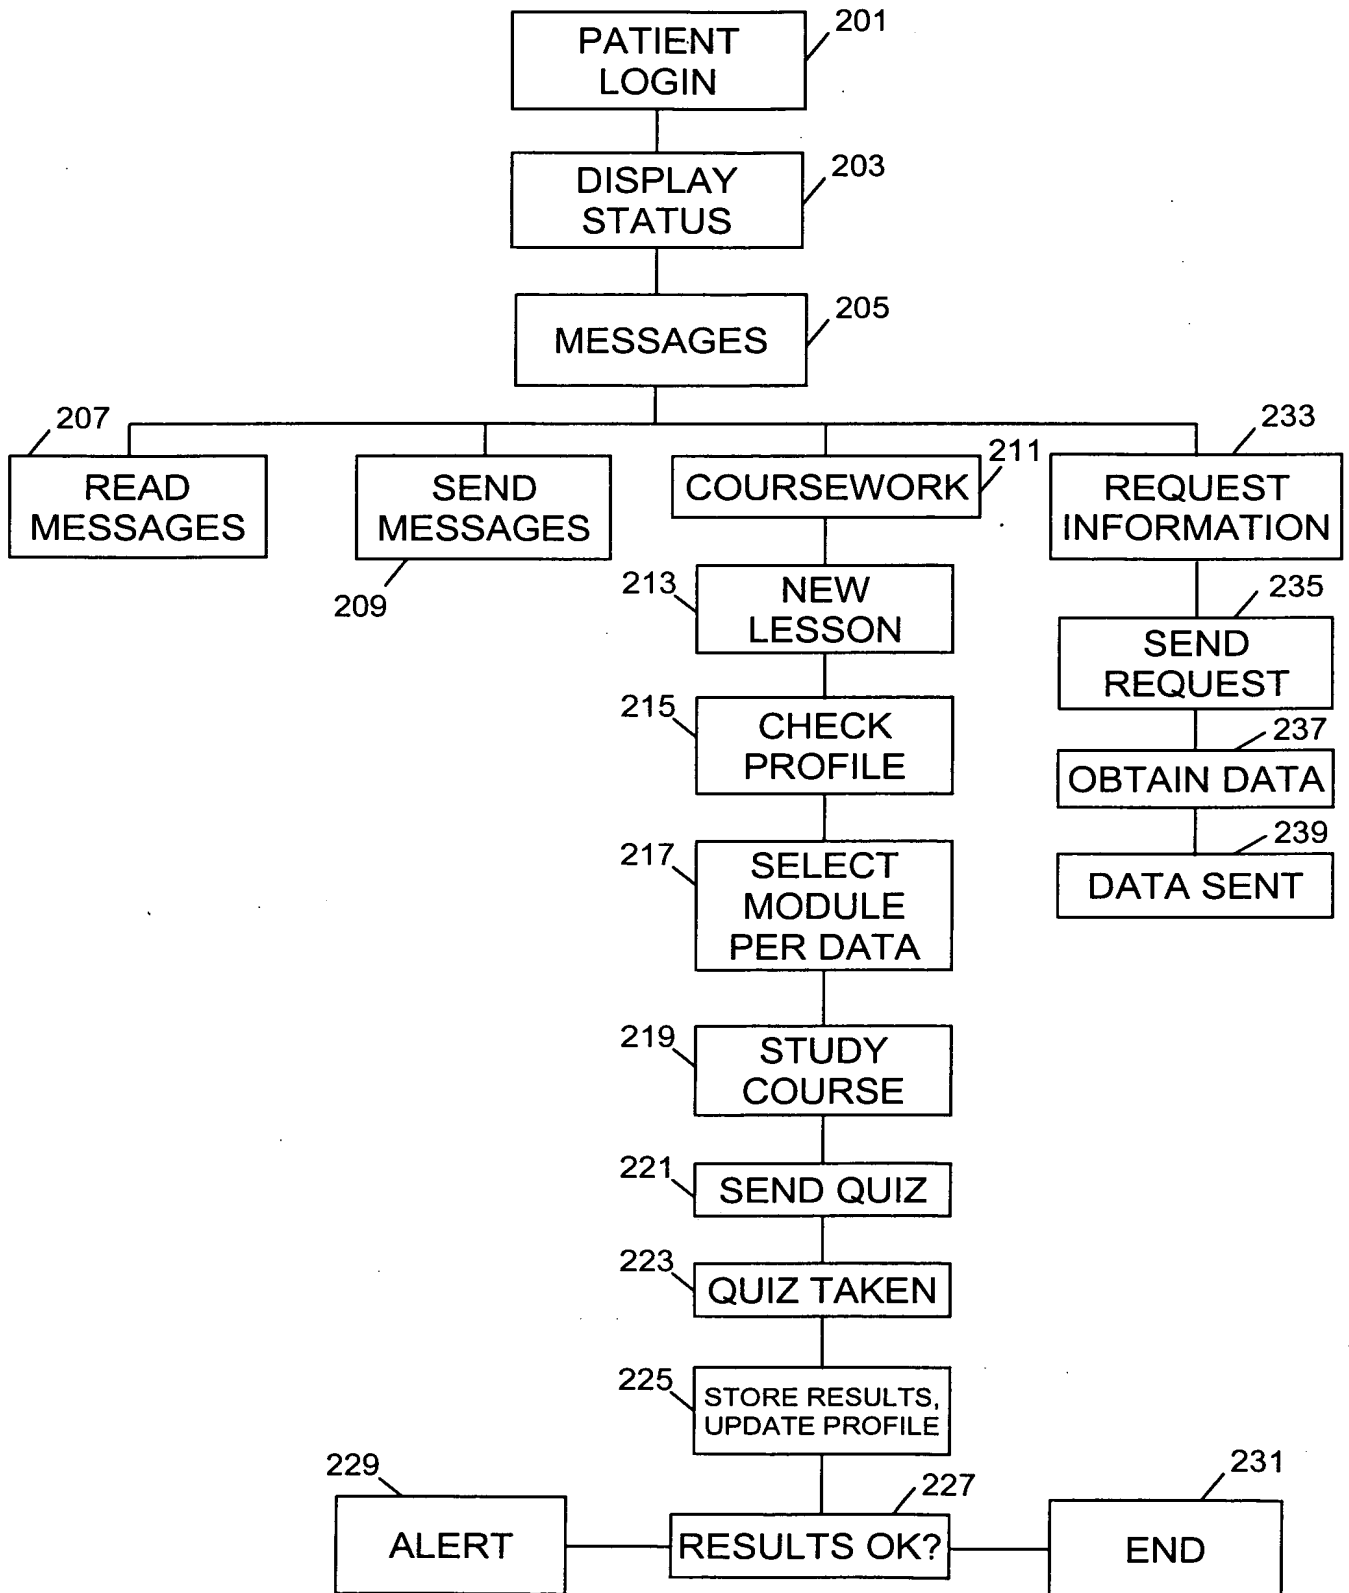 201
PATIENT
LOGIN
203
DISPLAY
STATUS
205
MESSAGES
207
READ
MESSAGES
SEND
MESSAGES
209
211
COURSEWORK
233
REQUEST
INFORMATION
213
NEW
LESSON
235
SEND
REQUEST
215
CHECK
PROFILE
237
OBTAIN DATA
217
SELECT
MODULE
PER DATA
239
DATA SENT
219
STUDY
COURSE
221
SEND QUIZ
223
QUIZ TAKEN
225
STORE RESULTS,
UPDATE PROFILE
229
ALERT
227
RESULTS OK?
231
END